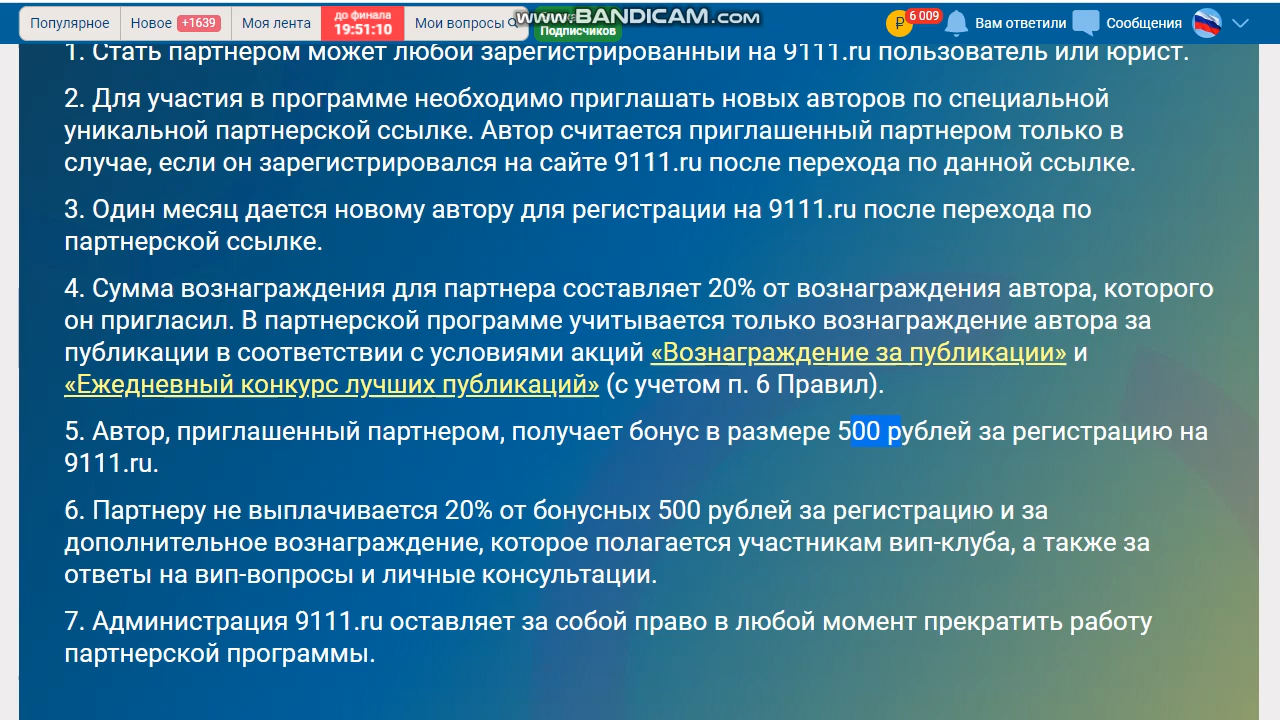 Популярное Новое +1639 Моя лента до финала 19:51:10 Мои вопросы www.BANDICAM.com Подписчиков ₽ 6 009 Вам ответили Сообщения
1. Стать партнером может любой зарегистрированный на 9111.ru пользователь или юрист.
2. Для участия в программе необходимо приглашать новых авторов по специальной
уникальной партнерской ссылке. Автор считается приглашенный партнером только в
случае, если он зарегистрировался на сайте 9111.ru после перехода по данной ссылке.
3. Один месяц дается новому автору для регистрации на 9111.ru после перехода по
партнерской ссылке.
4. Сумма вознаграждения для партнера составляет 20% от вознаграждения автора, которого
он пригласил. В партнерской программе учитывается только вознаграждение автора за
публикации в соответствии с условиями акций «Вознаграждение за публикации» и
«Ежедневный конкурс лучших публикаций» (с учетом п. 6 Правил).
5. Автор, приглашенный партнером, получает бонус в размере 500 рублей за регистрацию на
9111.ru.
6. Партнеру не выплачивается 20% от бонусных 500 рублей за регистрацию и за
дополнительное вознаграждение, которое полагается участникам вип-клуба, а также за
ответы на вип-вопросы и личные консультации.
7. Администрация 9111.ru оставляет за собой право в любой момент прекратить работу
партнерской программы.